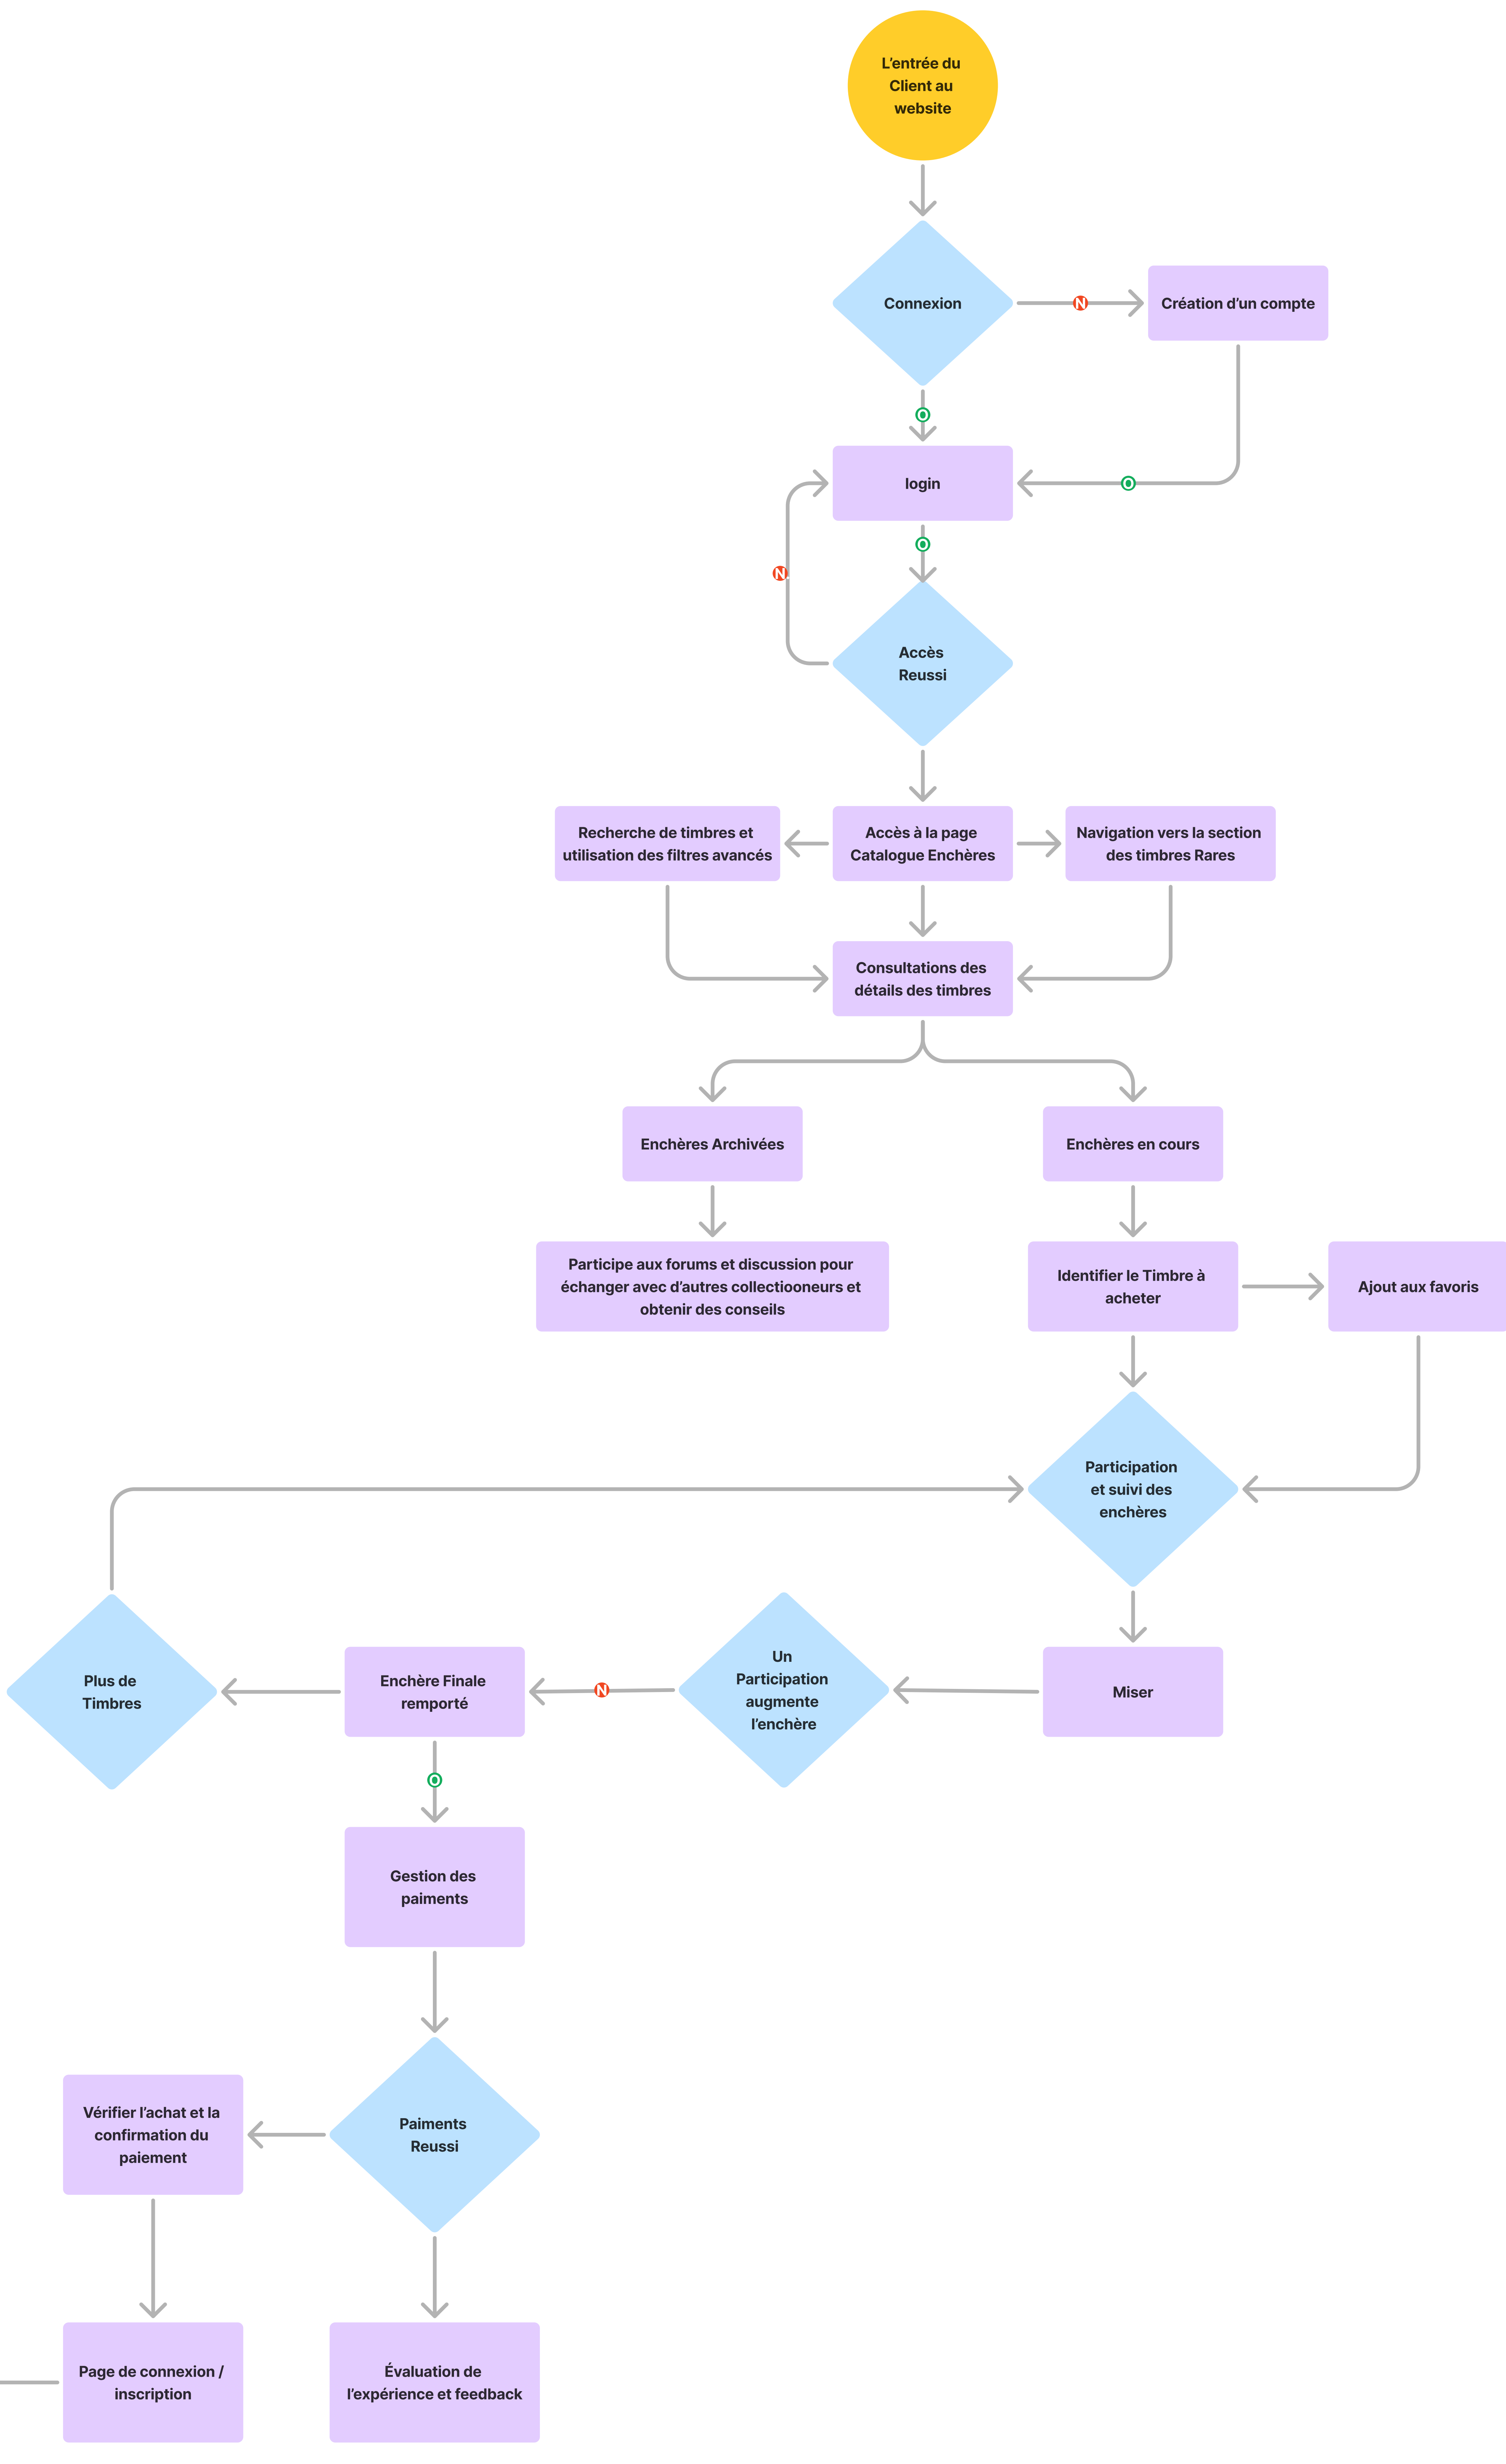 L’entrée du
Client au
website
Connexion
N
Création d’un compte
O
login
O
O
N
Accès
Reussi
Recherche de timbres et
utilisation des filtres avancés
Accès à la page
Catalogue Enchères
Navigation vers la section
des timbres Rares
Consultations des
détails des timbres
Enchères Archivées
Enchères en cours
Participe aux forums et discussion pour
échanger avec d’autres collectiooneurs et
obtenir des conseils
Identifier le Timbre à
acheter
Ajout aux favoris
Participation
et suivi des
enchères
Plus de
Timbres
Enchère Finale
remporté
N
Un
Participation
augmente
l’enchère
Miser
O
Gestion des
paiments
Vérifier l’achat et la
confirmation du
paiement
Paiments
Reussi
Page de connexion /
inscription
Évaluation de
l’expérience et feedback